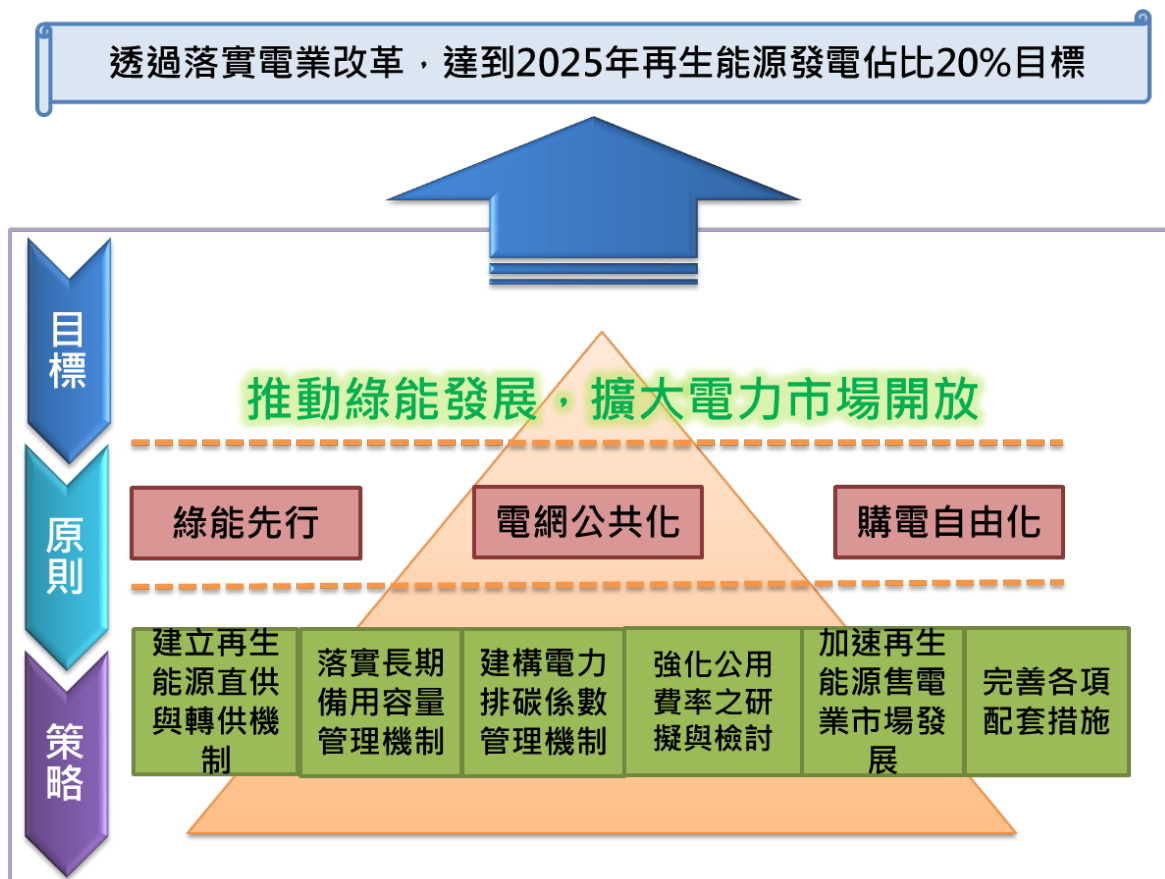 透過落實電業改革，達到2025年再生能源發電佔比20%目標
目標
推動綠能發展，擴大電力市場開放
原則
綠能先行
電網公共化
購電自由化
策略
建立再生
能源直供
與轉供機
制
落實長期
備用容量
管理機制
建構電力
排碳係數
管理機制
強化公用
費率之研
擬與檢討
加速再生
能源售電
業市場發
展
完善各項
配套措施